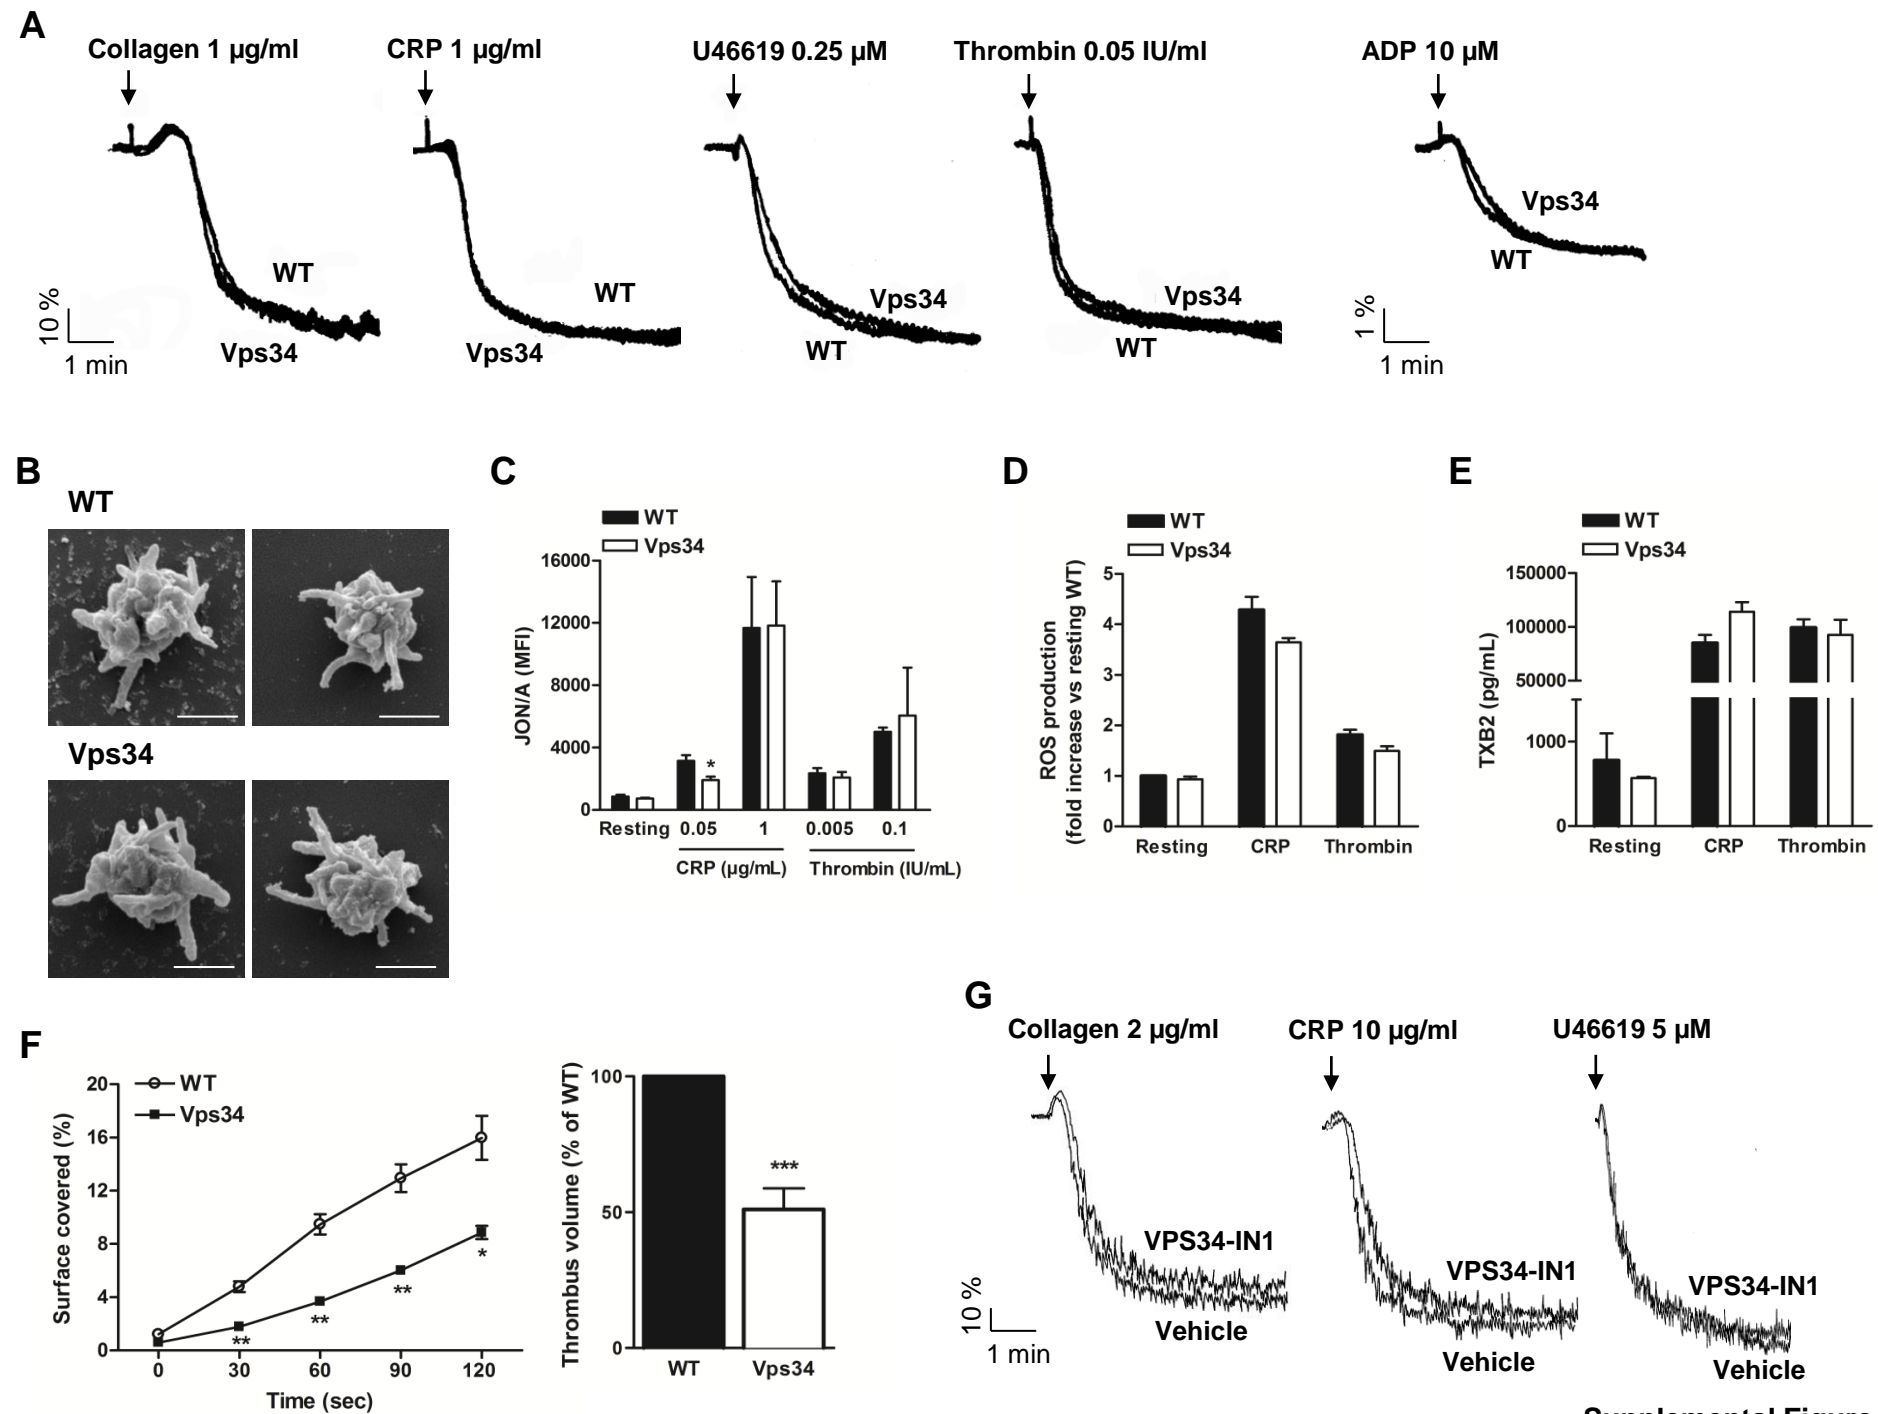 A
Collagen 1 µg/ml
CRP 1 µg/ml
U46619 0.25 µM
Thrombin 0.05 IU/ml
ADP 10 µM
WT
Vps34
10 %
1 min
WT
Vps34
Vps34
WT
Vps34
WT
Vps34
WT
1 %
1 min
B
WT
Vps34
C
WT
Vps34
JON/A (MFI)
16000
12000
8000
4000
0
Resting 0.05 1 0.005 0.1
CRP (µg/mL) Thrombin (IU/mL)
*
D
WT
Vps34
ROS production
(fold increase vs resting WT)
5
4
3
2
1
0
Resting CRP Thrombin
E
WT
Vps34
TXB2 (pg/mL)
150000
100000
50000
1000
0
Resting CRP Thrombin
F
WT
Vps34
Surface covered (%)
20
16
12
8
4
0
** ** ** *
0 30 60 90 120
Time (sec)
Thrombus volume (% of WT)
100
50
0
***
WT Vps34
G
Collagen 2 µg/ml
CRP 10 µg/ml
U46619 5 µM
VPS34-IN1
Vehicle
10 %
1 min
VPS34-IN1
Vehicle
VPS34-IN1
Vehicle
Supplemental Figure